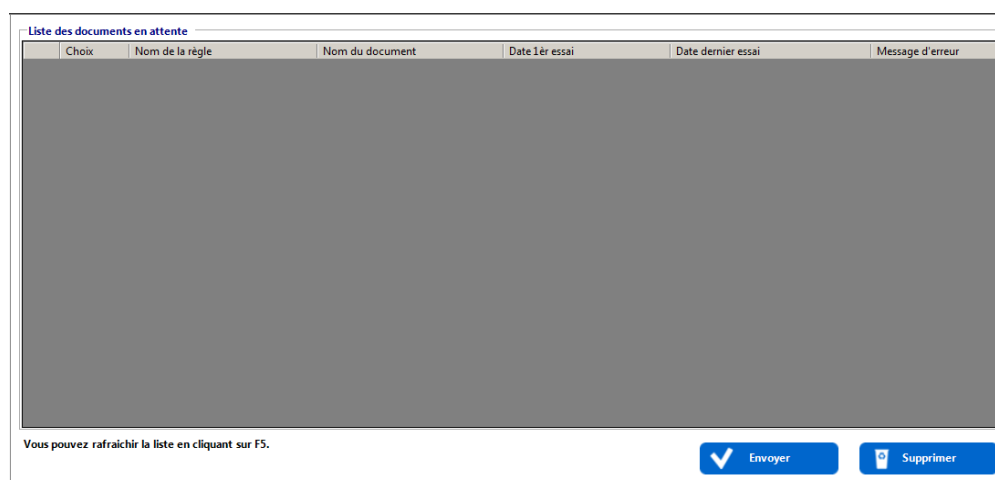 Liste des documents en attente
Choix Nom de la règle Nom du document Date 1èr essai Date dernier essai Message d'erreur
Vous pouvez rafraîchir la liste en cliquant sur F5.
Envoyer Supprimer